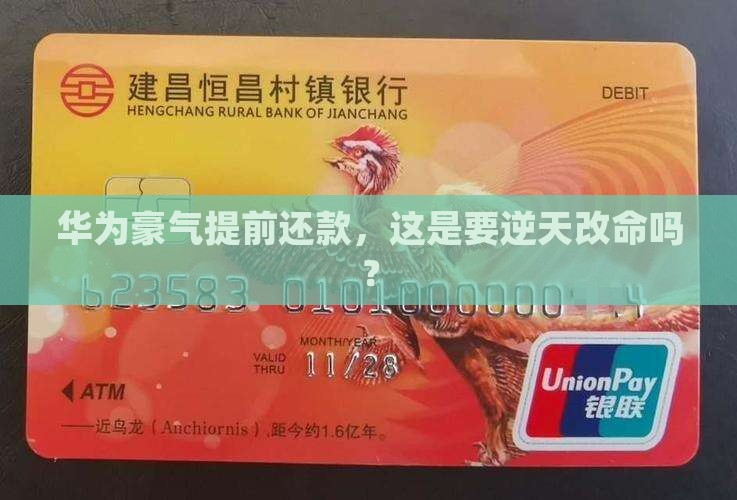 建昌恒昌村镇银行
HENGCHANG RURAL BANK OF JIANCHANG
DEBIT
华为豪气提前还款，这是要逆天改命吗
？
623583 0101000000
MONTH/YEAR
VALID THRU 11/28
ATM
UnionPay
银联
——近鸟龙（Anchiornis）,距今约1.6亿年。